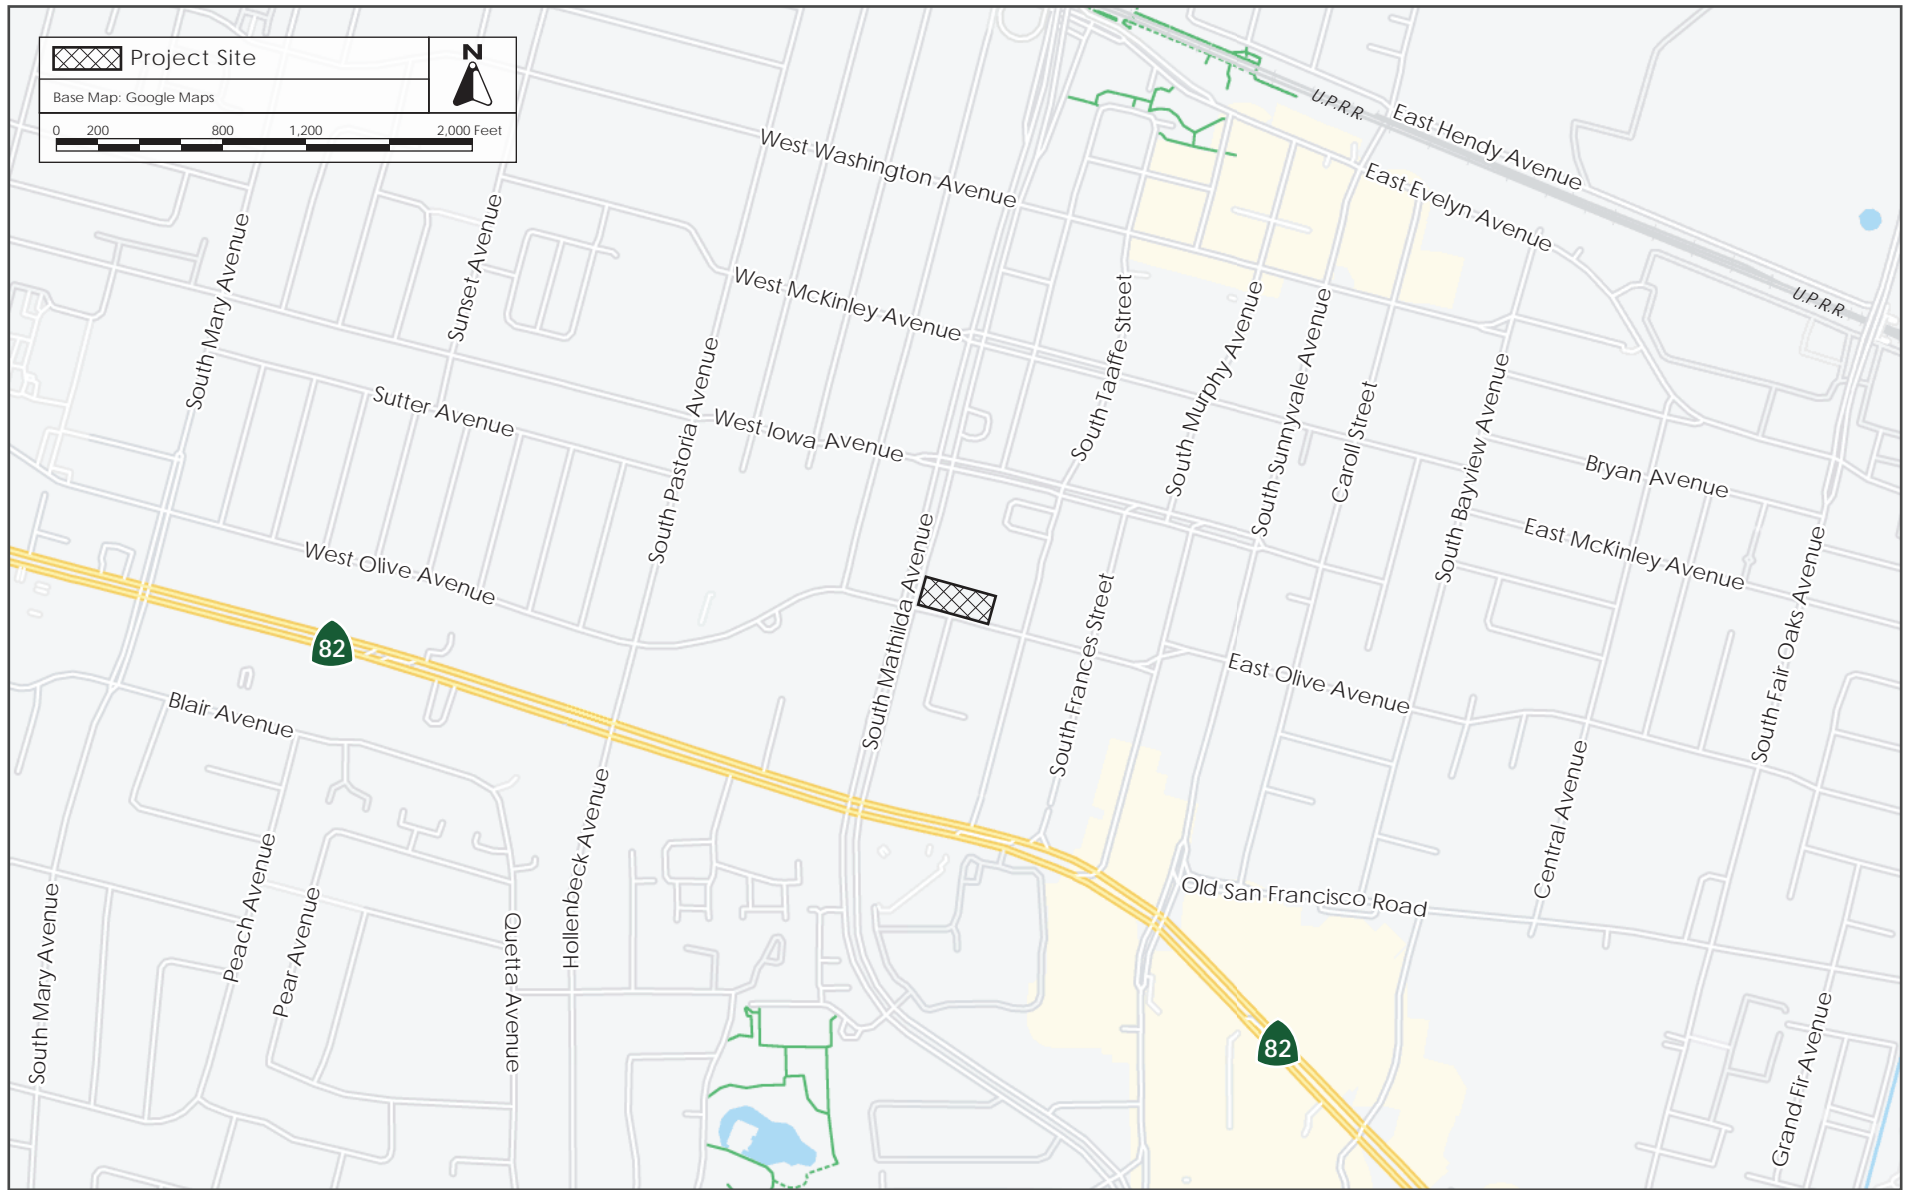 N
Project Site
Base Map: Google Maps
0 200 800 1,200 2,000 Feet
U.P.R.R.
East Hendy Avenue
West Washington Avenue
East Evelyn Avenue
South Mary Avenue
Sunset Avenue
West McKinley Avenue
U.P.R.R.
South Taaffe Street
South Murphy Avenue
South Sunnyvale Avenue
Caroll Street
South Bayview Avenue
South Pastoria Avenue
Sutter Avenue
West Iowa Avenue
Bryan Avenue
East McKinley Avenue
West Olive Avenue
South Mathilda Avenue
South Frances Street
South Fair Oaks Avenue
82
East Olive Avenue
Blair Avenue
Central Avenue
Hollenbeck Avenue
Peach Avenue
Old San Francisco Road
South Mary Avenue
Pear Avenue
Quetta Avenue
82
Grand Fir Avenue